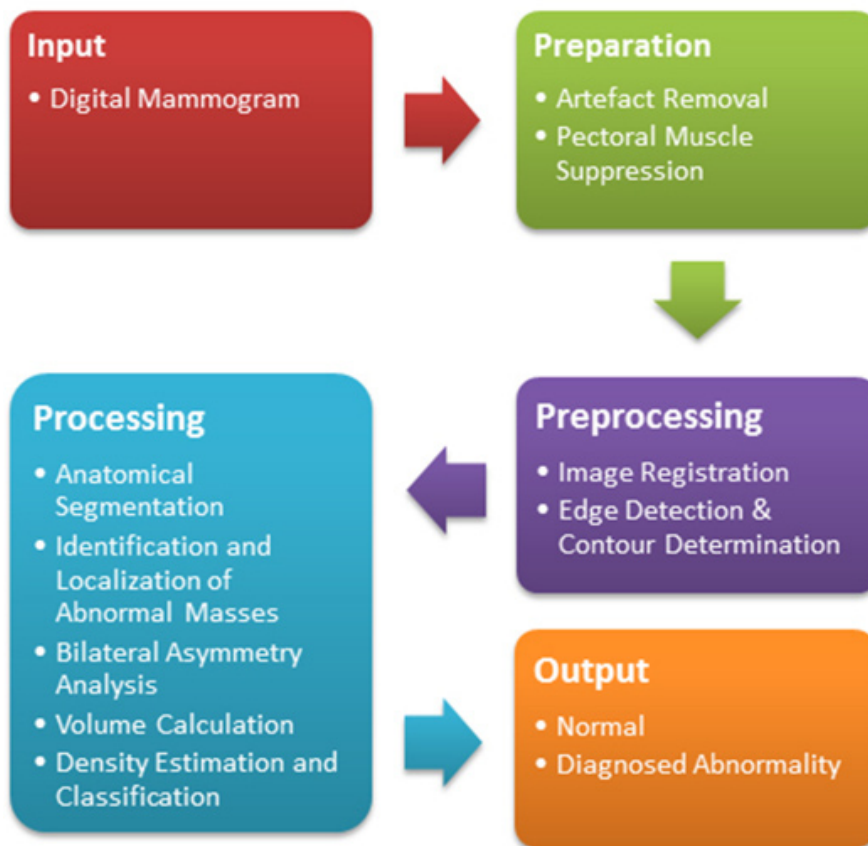 Input
• Digital Mammogram
Preparation
• Artefact Removal
• Pectoral Muscle
Suppression
Preprocessing
• Image Registration
• Edge Detection &
Contour Determination
Processing
• Anatomical
Segmentation
• Identification and
Localization of
Abnormal Masses
• Bilateral Asymmetry
Analysis
• Volume Calculation
• Density Estimation and
Classification
Output
• Normal
• Diagnosed Abnormality